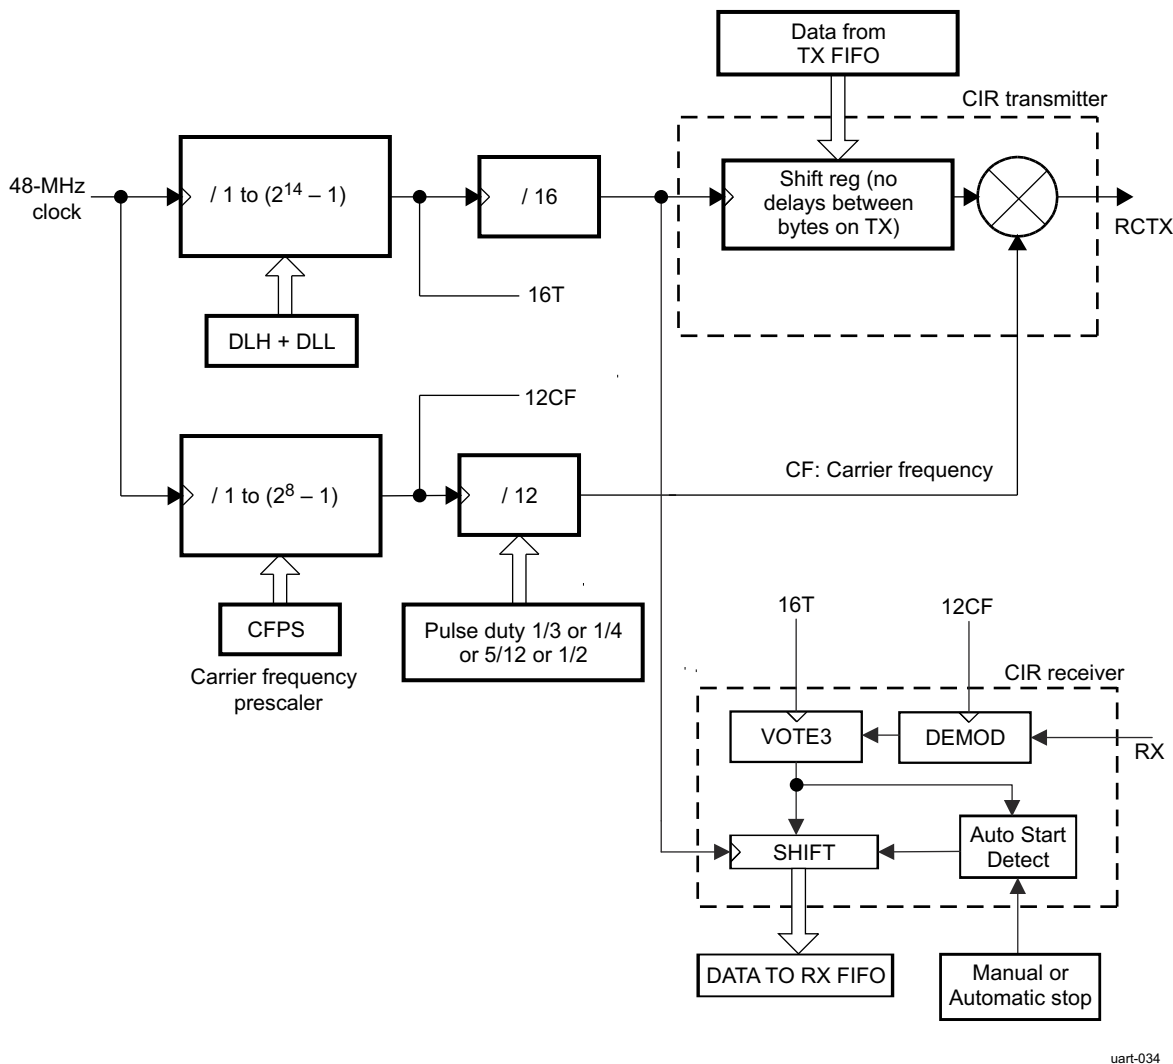 Data from
TX FIFO
CIR transmitter
48-MHz
clock
/ 1 to (2^14 – 1)
/ 16
Shift reg (no
delays between
bytes on TX)
RCTX
16T
DLH + DLL
12CF
/ 1 to (2^8 – 1)
/ 12
CF: Carrier frequency
CFPS
Carrier frequency
prescaler
Pulse duty 1/3 or 1/4
or 5/12 or 1/2
16T
12CF
CIR receiver
VOTE3
DEMOD
RX
SHIFT
Auto Start
Detect
DATA TO RX FIFO
Manual or
Automatic stop
uart-034